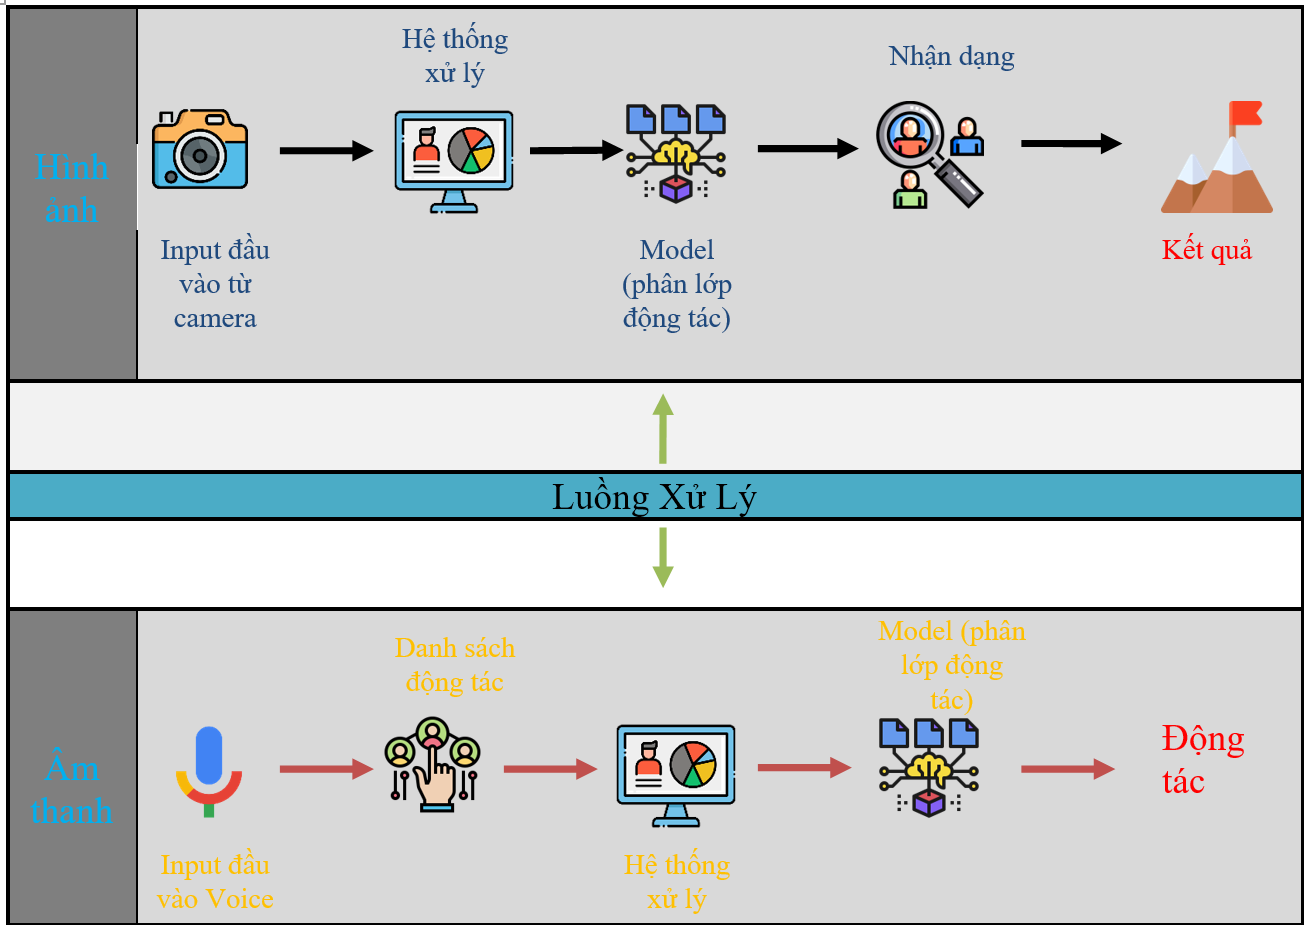 Hình
ảnh
Hệ thống
xử lý
Nhận dạng
Input đầu
vào từ
camera
Model
(phân lớp
động tác)
Kết quả
Luồng Xử Lý
Âm
thanh
Danh sách
động tác
Model (phân
lớp động
tác)
Động
tác
Input đầu
vào Voice
Hệ thống
xử lý